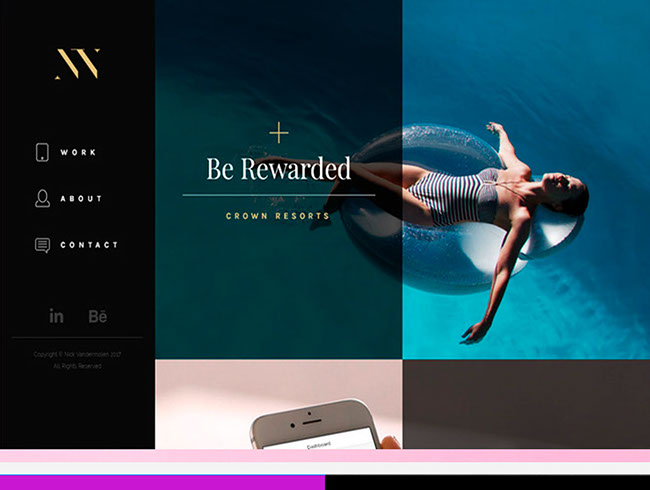 NV
WORK
ABOUT
CONTACT
in Bē
Copyright © Nick Vandermolen 2017
All Rights Reserved
Be Rewarded
CROWN RESORTS
Dashboard